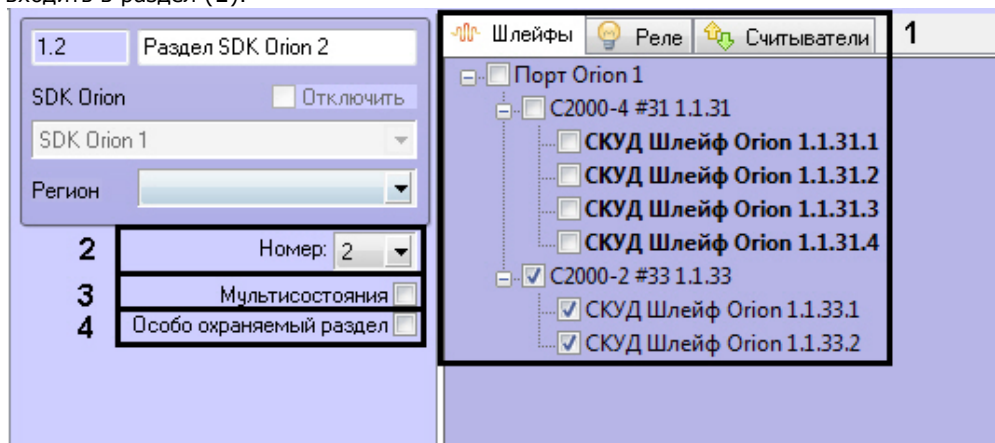 входить в раздел (1).
1.2 Раздел SDK Orion 2
SDK Orion Отключить
SDK Orion 1
Регион
2 Номер: 2
3 Мультисостояния
4 Особо охраняемый раздел
Шлейфы Реле Считыватели 1
Порт Orion 1
С2000-4 #31 1.1.31
СКУД Шлейф Orion 1.1.31.1
СКУД Шлейф Orion 1.1.31.2
СКУД Шлейф Orion 1.1.31.3
СКУД Шлейф Orion 1.1.31.4
С2000-2 #33 1.1.33
СКУД Шлейф Orion 1.1.33.1
СКУД Шлейф Orion 1.1.33.2